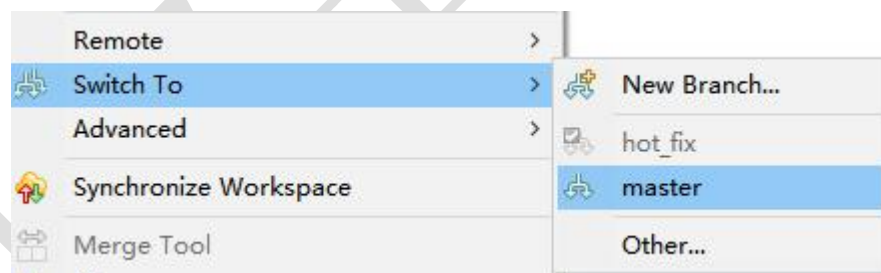 Remote
Switch To
Advanced
Synchronize Workspace
Merge Tool
New Branch...
hot_fix
master
Other...